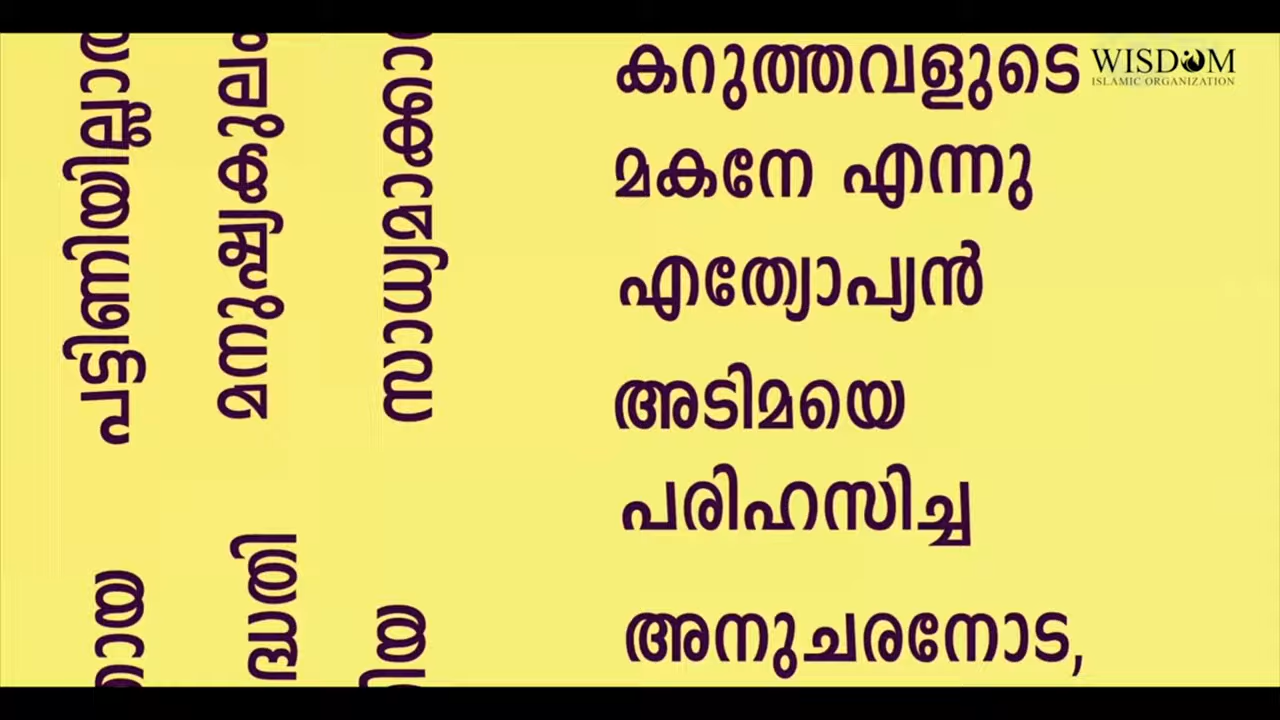 WISDOM
ISLAMIC ORGANIZATION
കറുത്തവളുടെ
മകനേ എന്നു
എത്യോപ്യൻ
അടിമയെ
പരിഹസിച്ച
അനുചരനോട,
പട്ടിണിയില്ലാ
മനുഷ്യകുലം
സാധ്യമാക്കാ